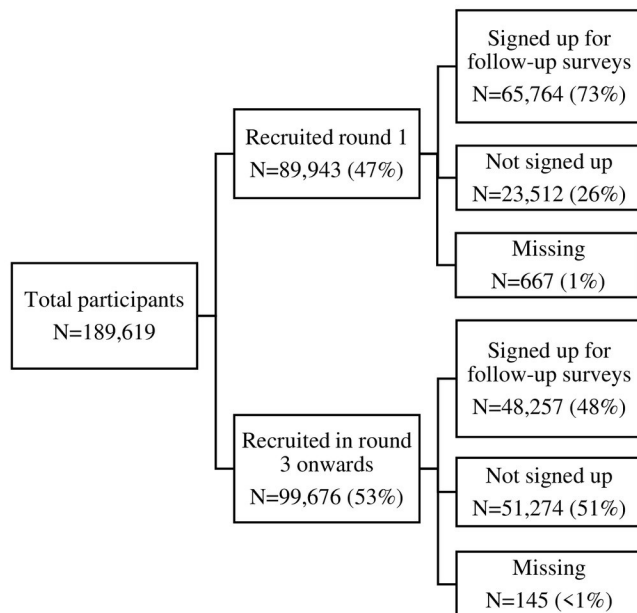 Total participants
N=189,619
Recruited round 1
N=89,943 (47%)
Signed up for
follow-up surveys
N=65,764 (73%)
Not signed up
N=23,512 (26%)
Missing
N=667 (1%)
Recruited in round
3 onwards
N=99,676 (53%)
Signed up for
follow-up surveys
N=48,257 (48%)
Not signed up
N=51,274 (51%)
Missing
N=145 (<1%)